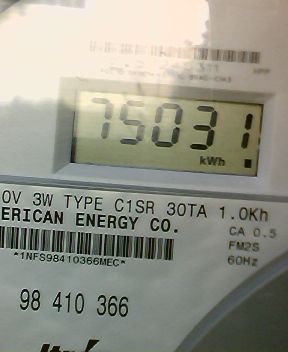 75031
kWh
0V 3W TYPE C1SR 30TA 1.0Kh
ERICAN ENERGY CO.
CA 0.5
FM2S
*1NFS98410366MEC*
60Hz
98 410 366